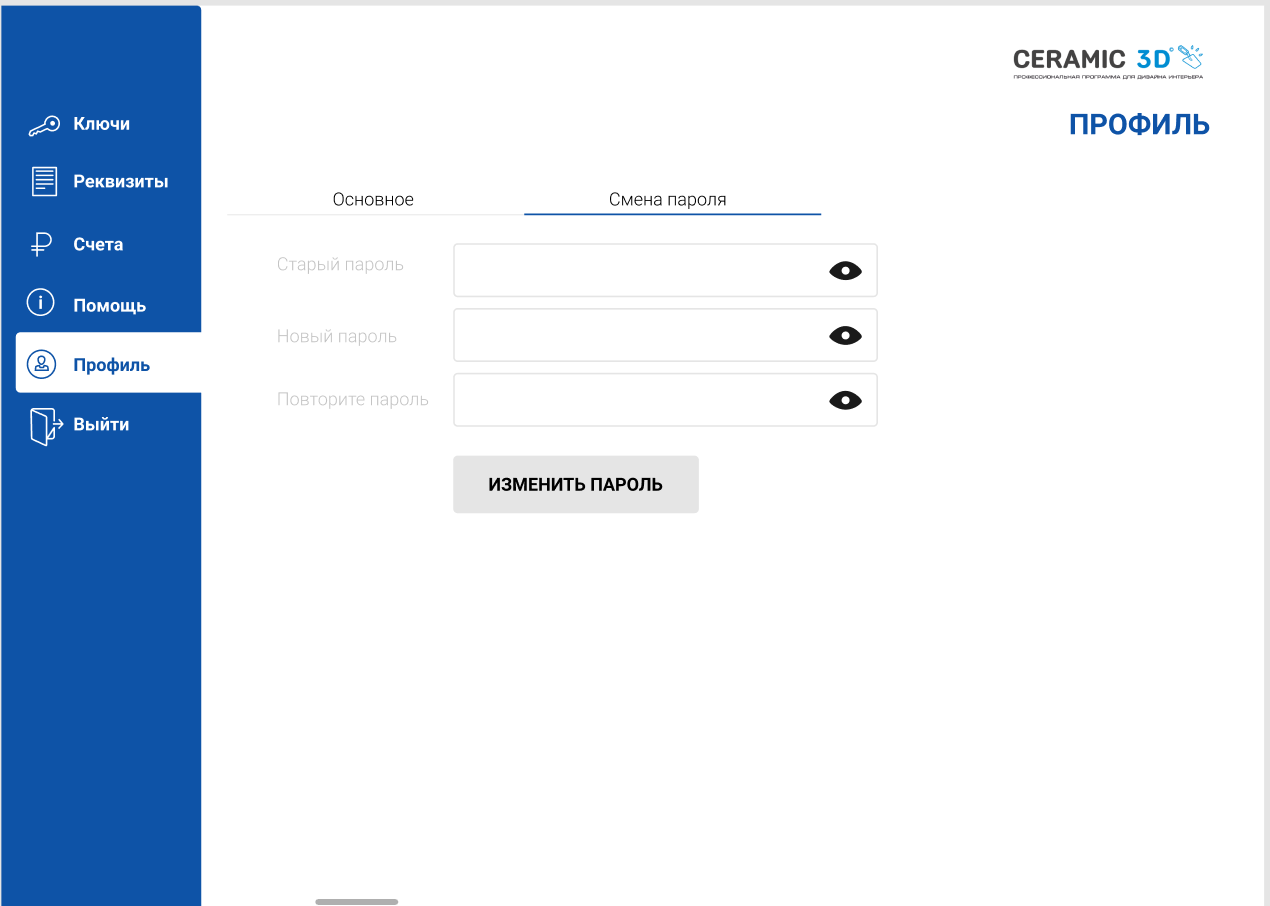 CERAMIC 3D©
ПРОФЕССИОНАЛЬНАЯ ПРОГРАММА ДЛЯ ДИЗАЙНА ИНТЕРЬЕРА
ПРОФИЛЬ
Ключи
Реквизиты
Счета
Помощь
Профиль
Выйти
Основное
Смена пароля
Старый пароль
Новый пароль
Повторите пароль
ИЗМЕНИТЬ ПАРОЛЬ